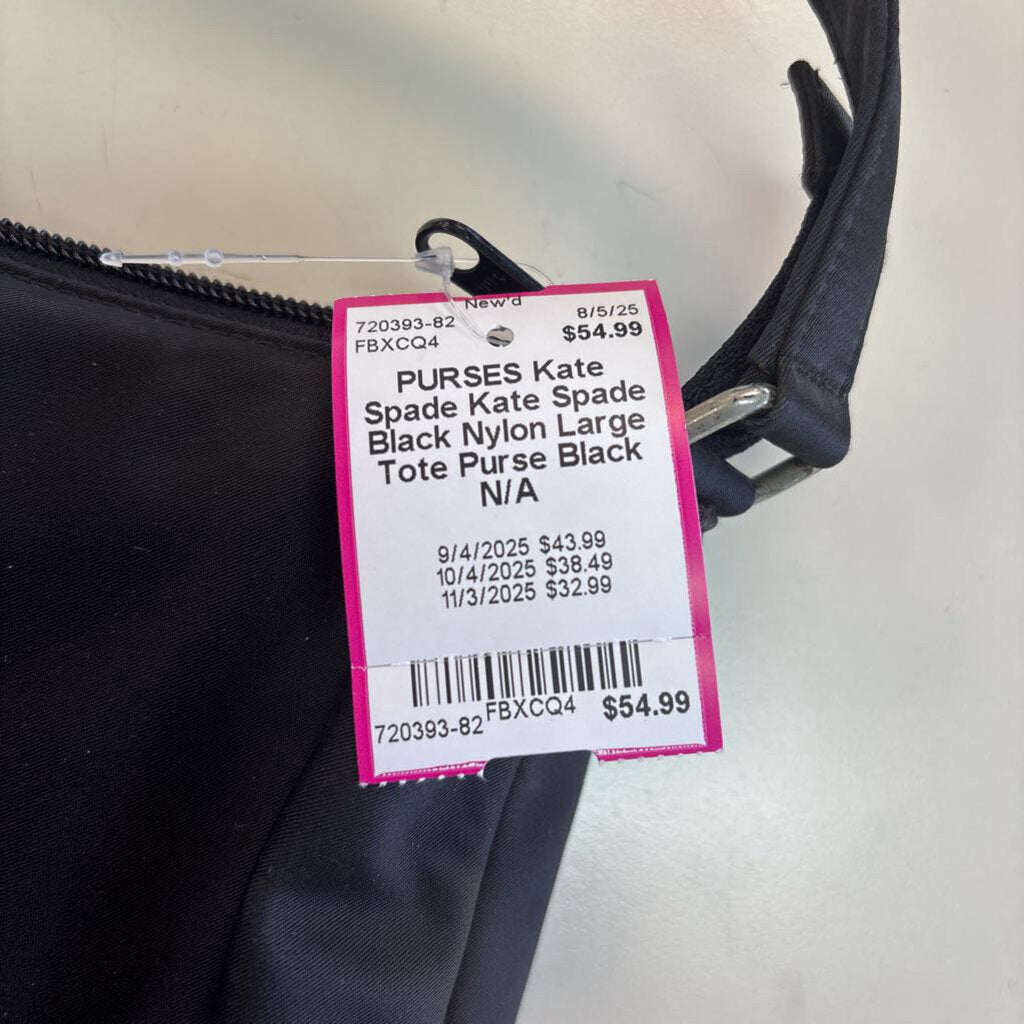 New'd
720393-82 8/5/25
FBXCQ4 $54.99
PURSES Kate
Spade Kate Spade
Black Nylon Large
Tote Purse Black
N/A
9/4/2025 $43.99
10/4/2025 $38.49
11/3/2025 $32.99
720393-82 FBXCQ4 $54.99